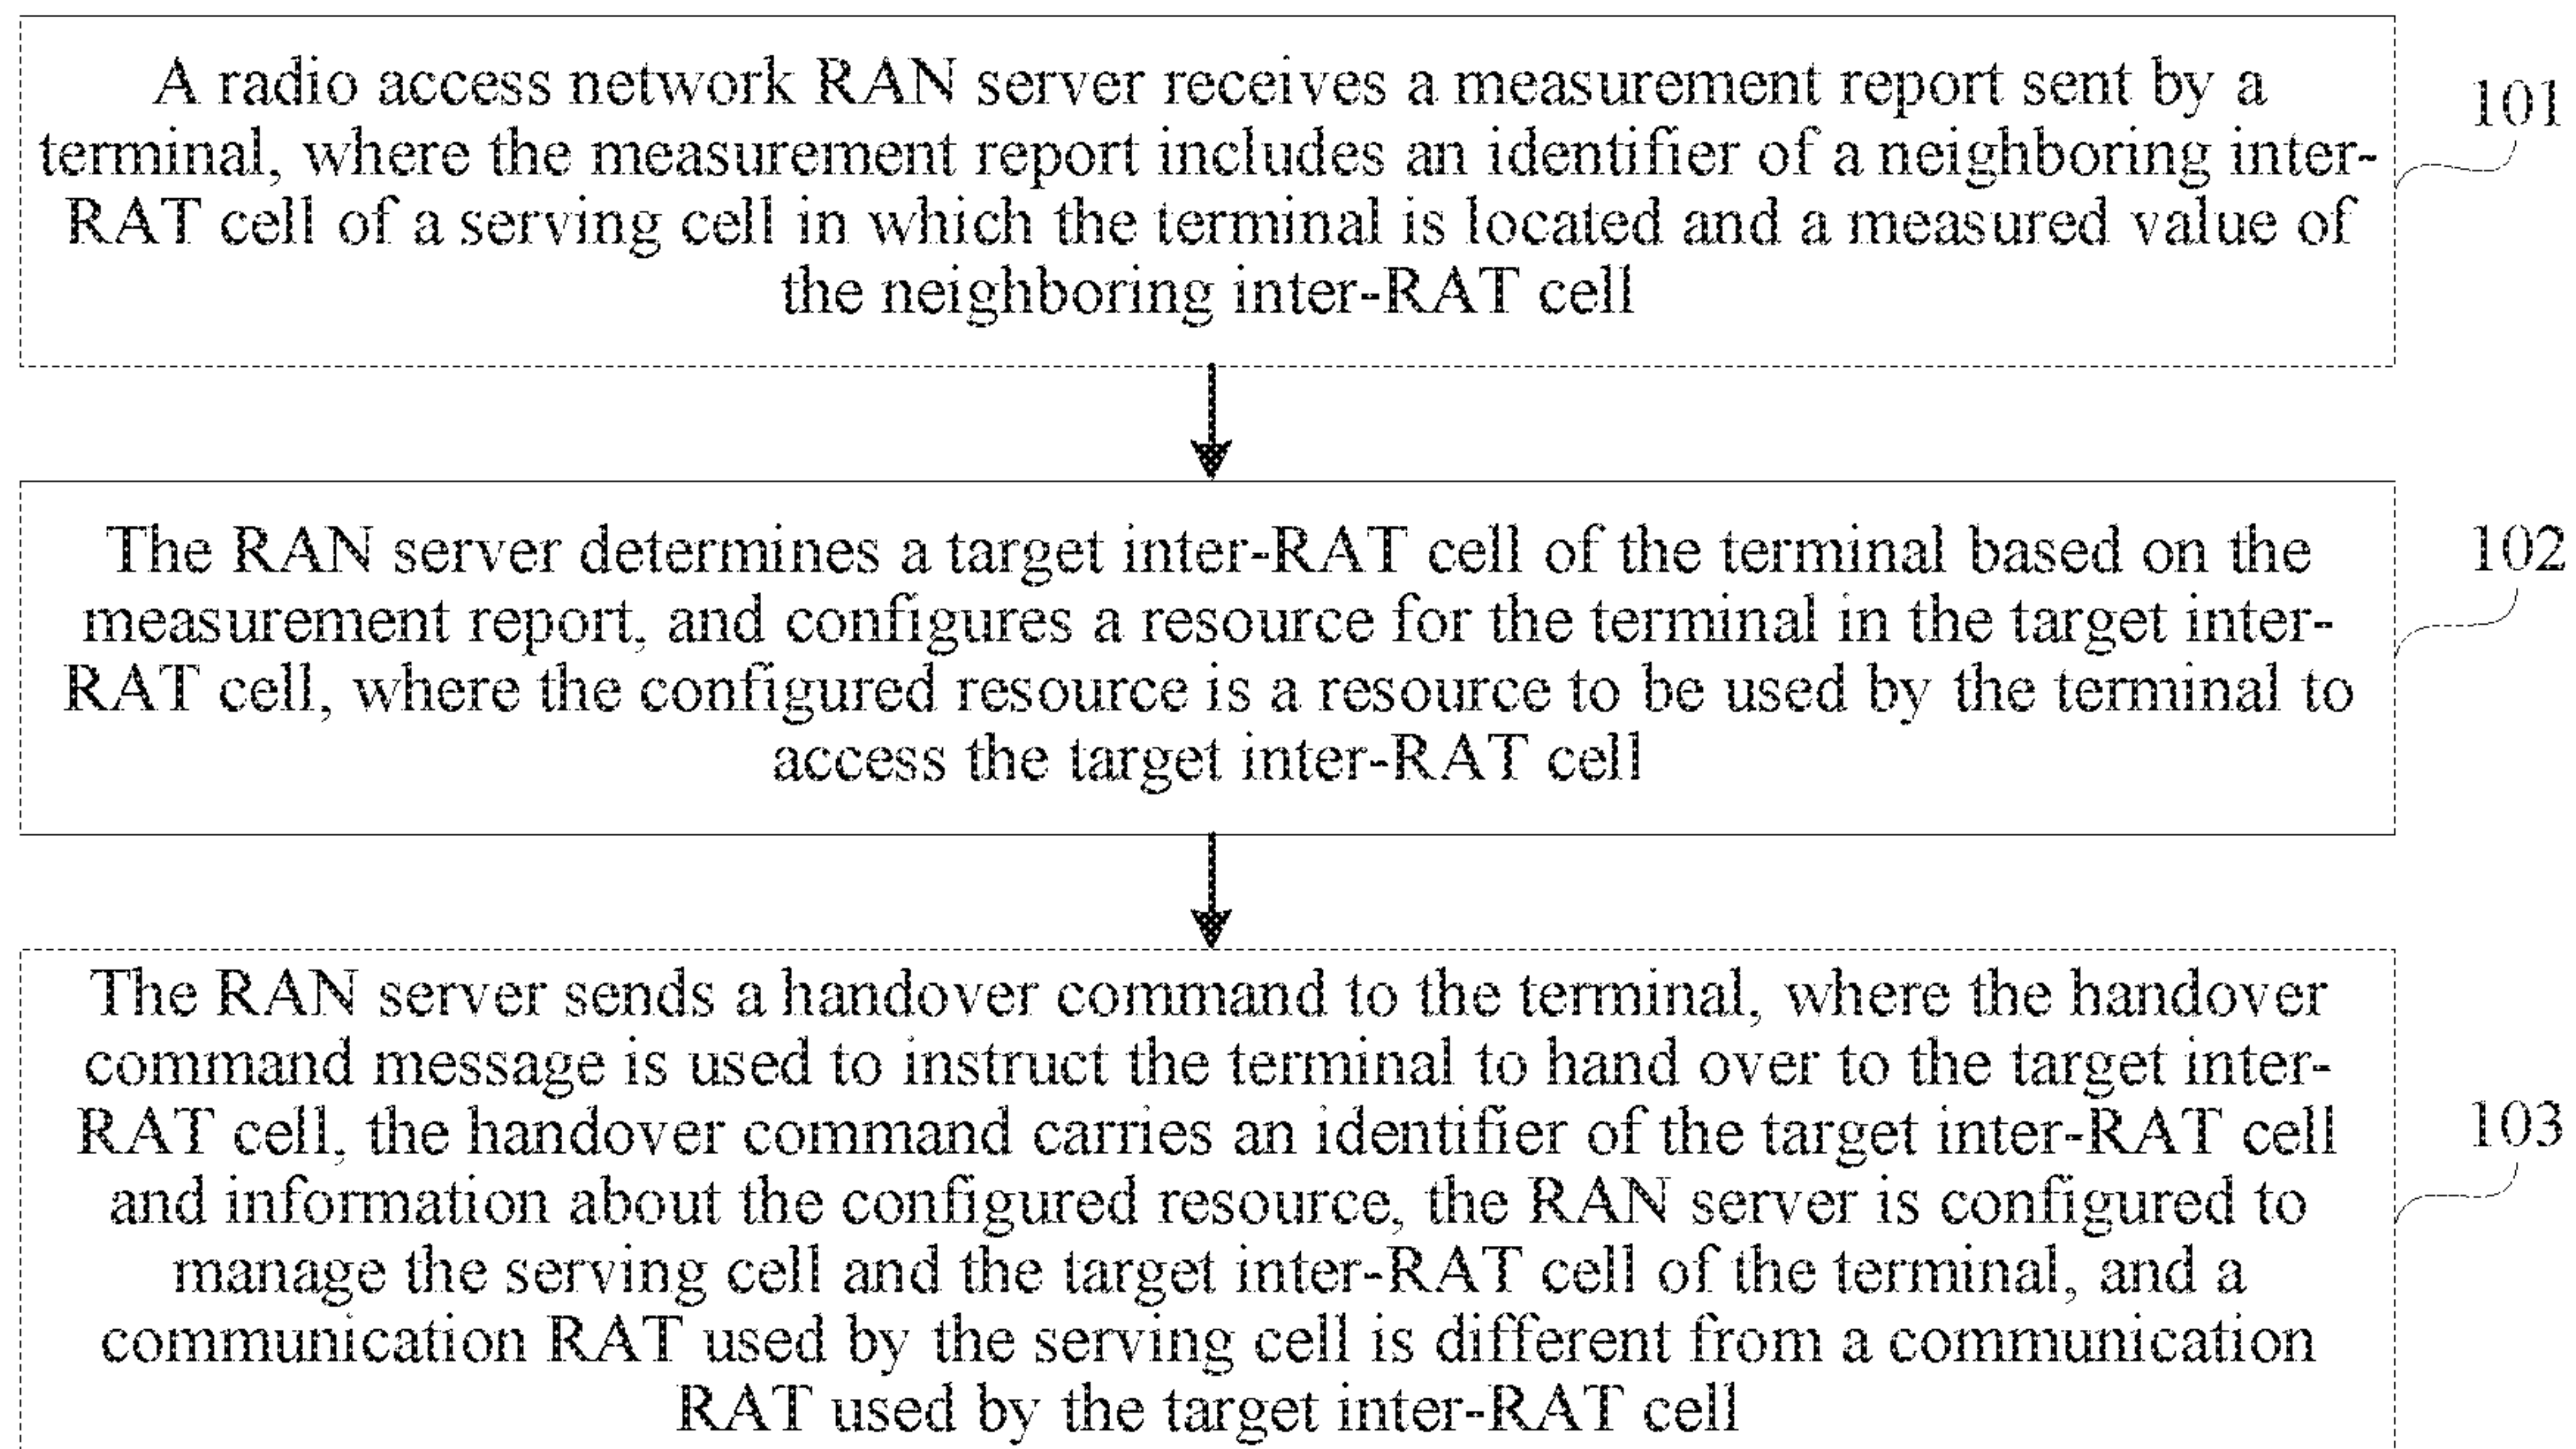 A radio access network RAN server receives a measurement report sent by a
terminal, where the measurement report includes an identifier of a neighboring inter-
RAT cell of a serving cell in which the terminal is located and a measured value of
the neighboring inter-RAT cell
101
The RAN server determines a target inter-RAT cell of the terminal based on the
measurement report, and configures a resource for the terminal in the target inter-
RAT cell, where the configured resource is a resource to be used by the terminal to
access the target inter-RAT cell
102
The RAN server sends a handover command to the terminal, where the handover
command message is used to instruct the terminal to hand over to the target inter-
RAT cell, the handover command carries an identifier of the target inter-RAT cell
and information about the configured resource, the RAN server is configured to
manage the serving cell and the target inter-RAT cell of the terminal, and a
communication RAT used by the serving cell is different from a communication
RAT used by the target inter-RAT cell
103